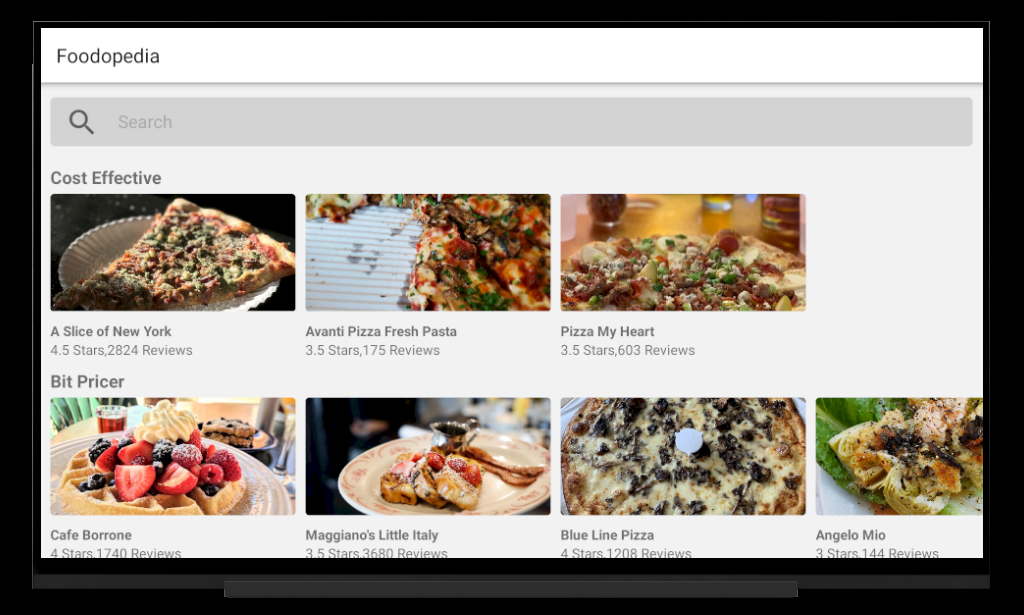 Foodopedia
Search
Cost Effective
A Slice of New York
4.5 Stars,2824 Reviews
Avanti Pizza Fresh Pasta
3.5 Stars,175 Reviews
Pizza My Heart
3.5 Stars,603 Reviews
Bit Pricer
Cafe Borrone
4 Stars,1740 Reviews
Maggiano's Little Italy
3.5 Stars,3680 Reviews
Blue Line Pizza
4 Stars,1208 Reviews
Angelo Mio
3 Stars,144 Reviews